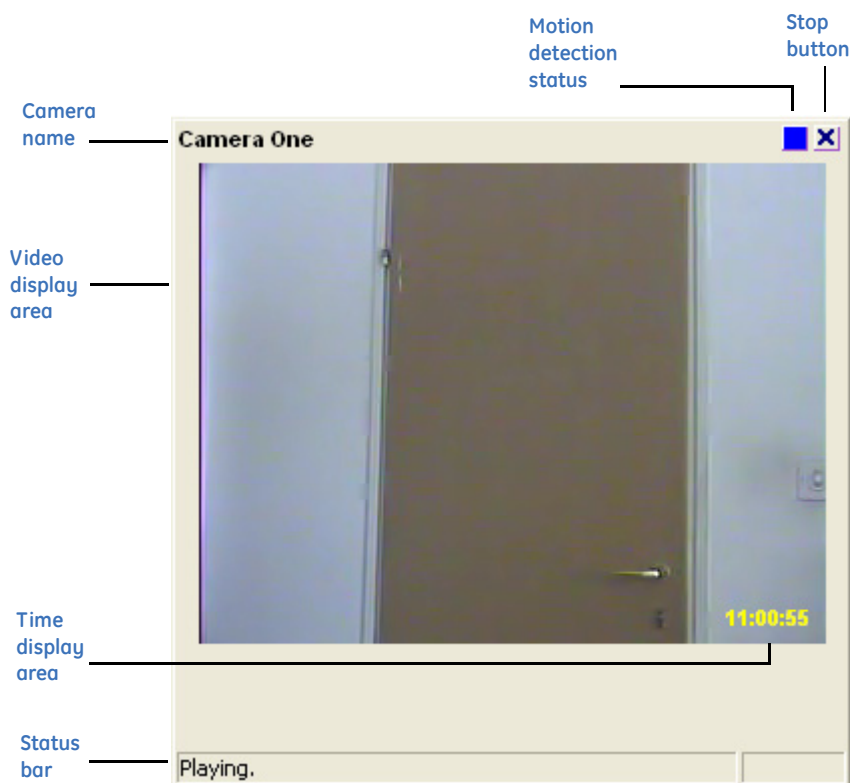 Motion
detection
status
Stop
button
Camera
name
Camera One
Video
display
area
11:00:55
Time
display
area
Status
bar
Playing.